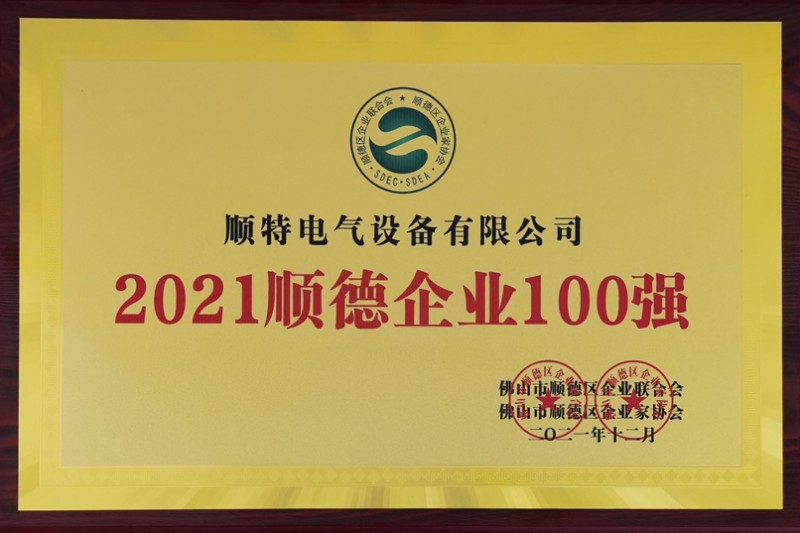 顺德区企业联合会 ★ 顺德区企业家协会
·SDEC·SDEA·
顺特电气设备有限公司
2021顺德企业100强
佛山市顺德区企业联合会
佛山市顺德区企业家协会
二〇二一年十二月